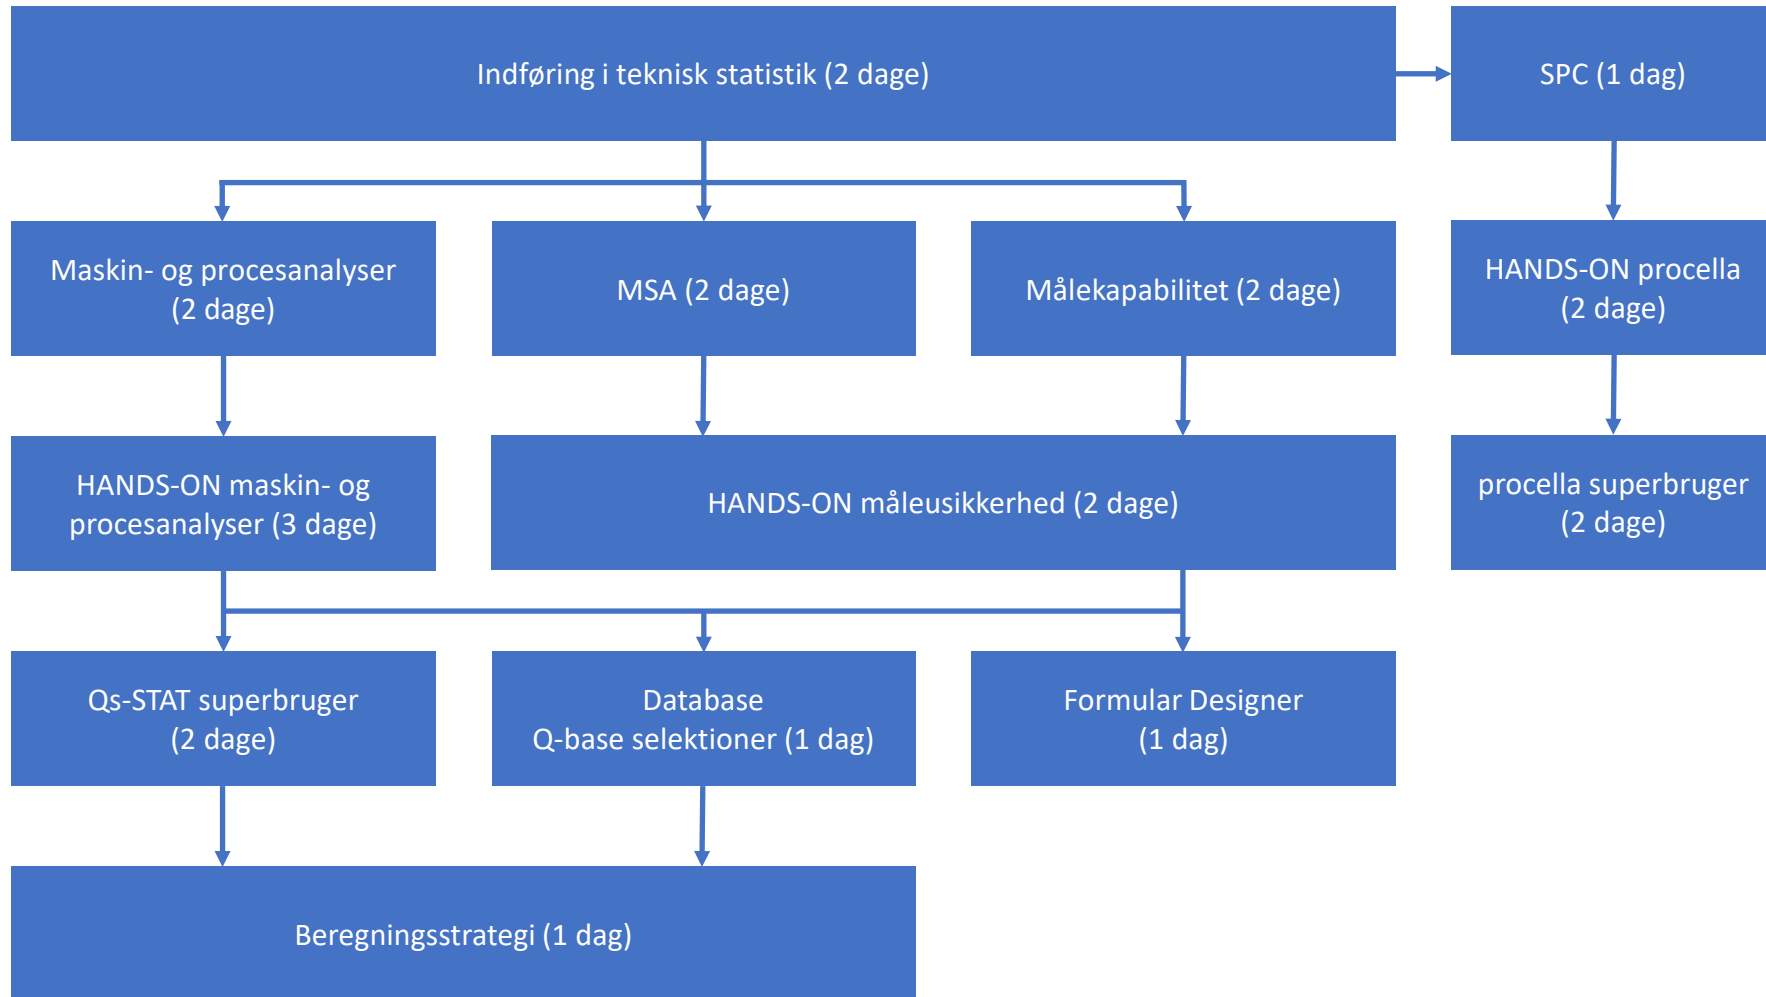 Indføring i teknisk statistik (2 dage)
SPC (1 dag)
Maskin- og procesanalyser
(2 dage)
MSA (2 dage)
Målekapabilitet (2 dage)
HANDS-ON procella
(2 dage)
HANDS-ON maskin- og
procesanalyser (3 dage)
HANDS-ON måleusikkerhed (2 dage)
procella superbruger
(2 dage)
Qs-STAT superbruger
(2 dage)
Database
Q-base selektioner (1 dag)
Formular Designer
(1 dag)
Beregningsstrategi (1 dag)